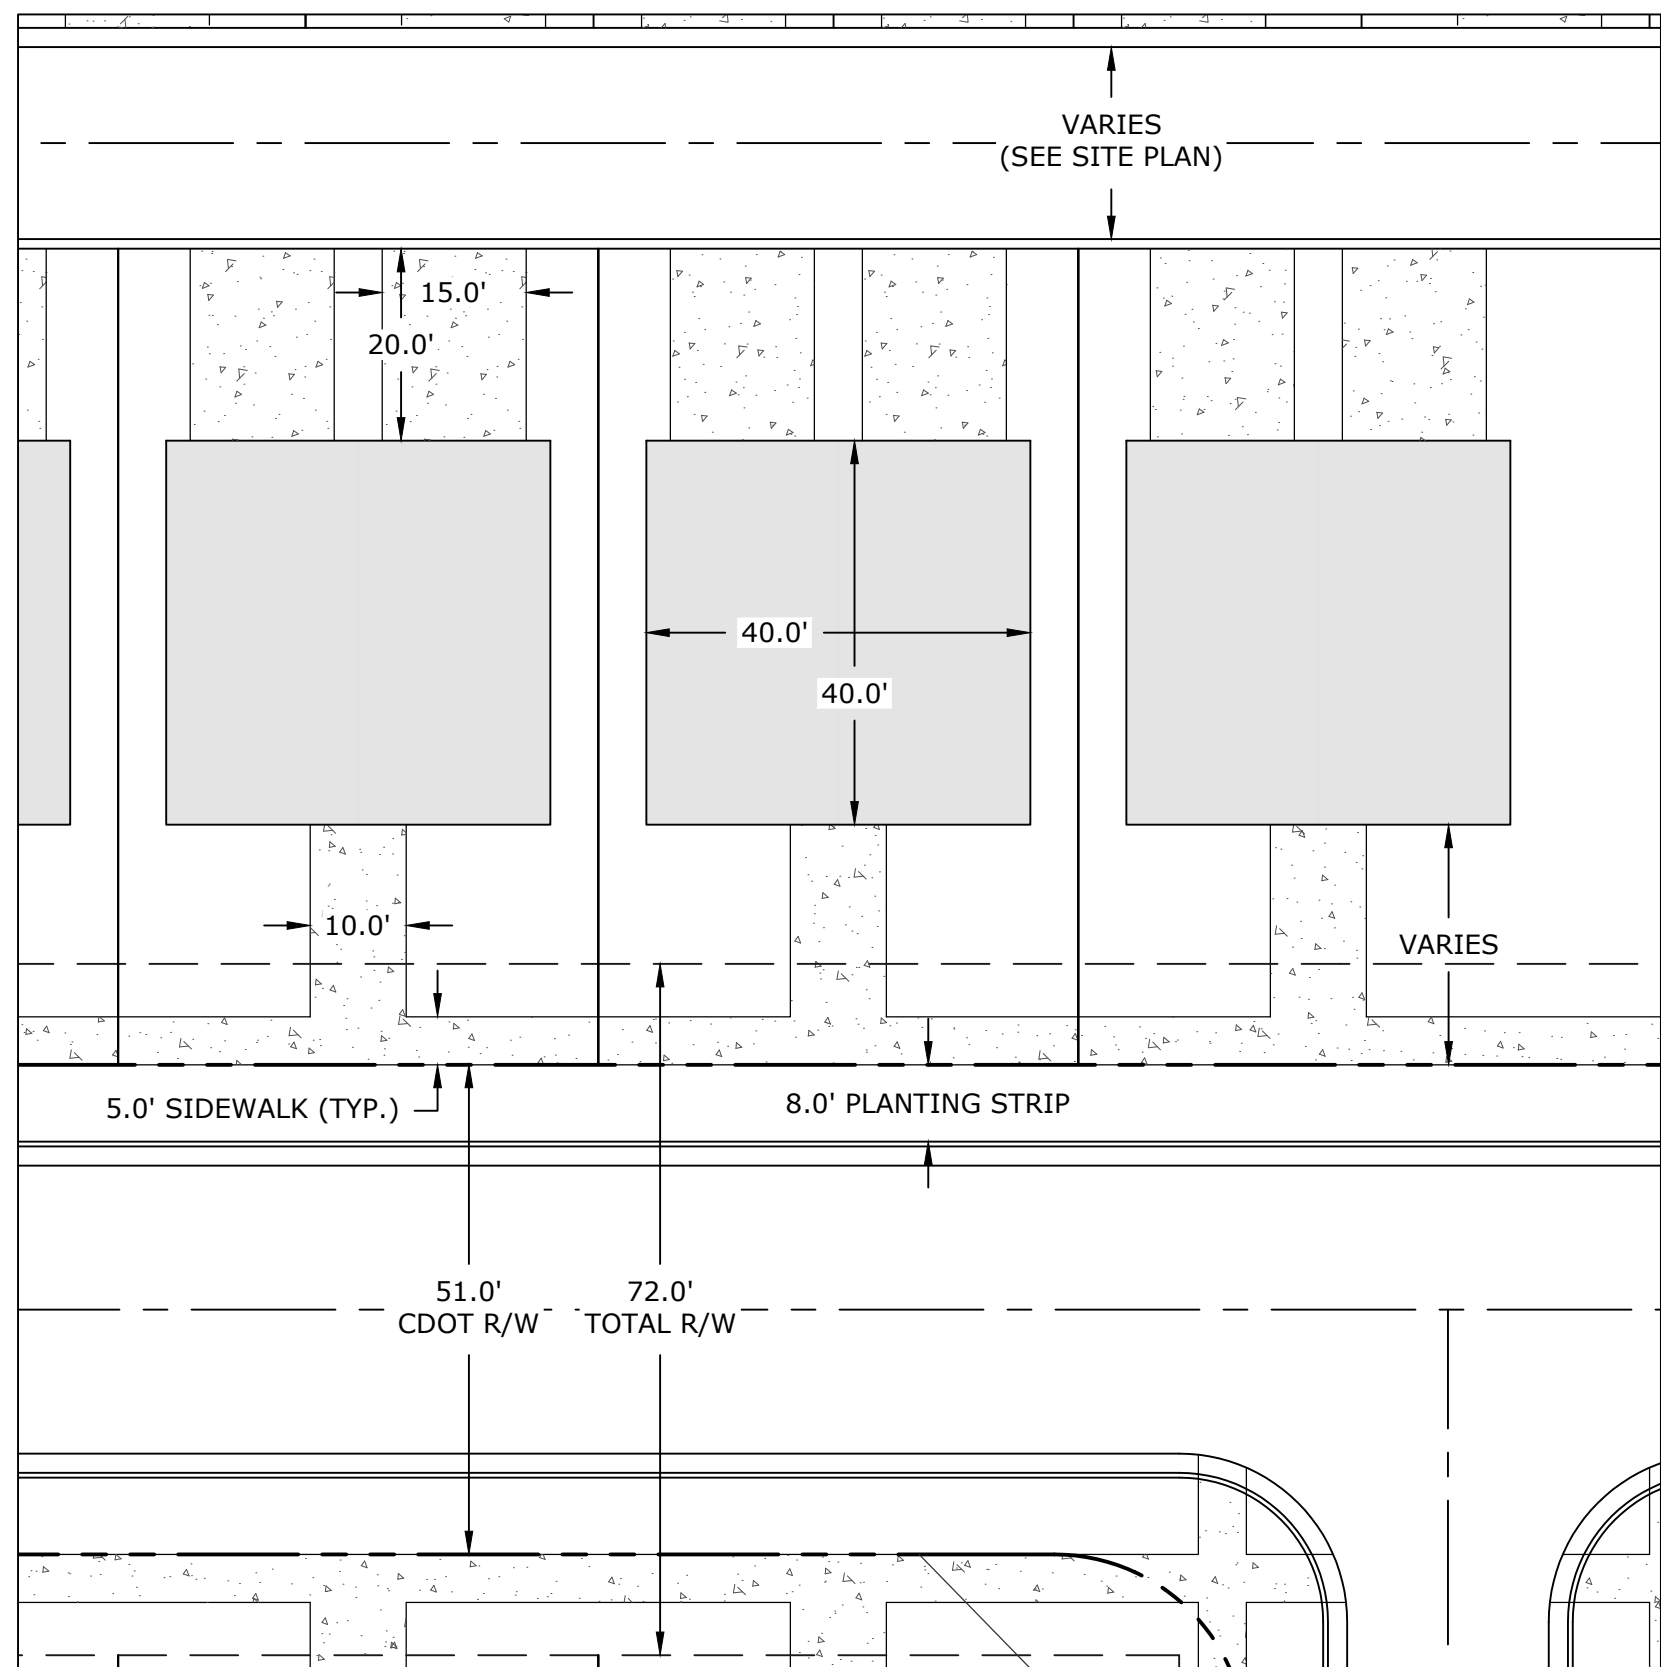 VARIES
(SEE SITE PLAN)
15.0'
20.0'
40.0'
40.0'
10.0'
VARIES
5.0' SIDEWALK (TYP.)
8.0' PLANTING STRIP
51.0'
CDOT R/W
72.0'
TOTAL R/W